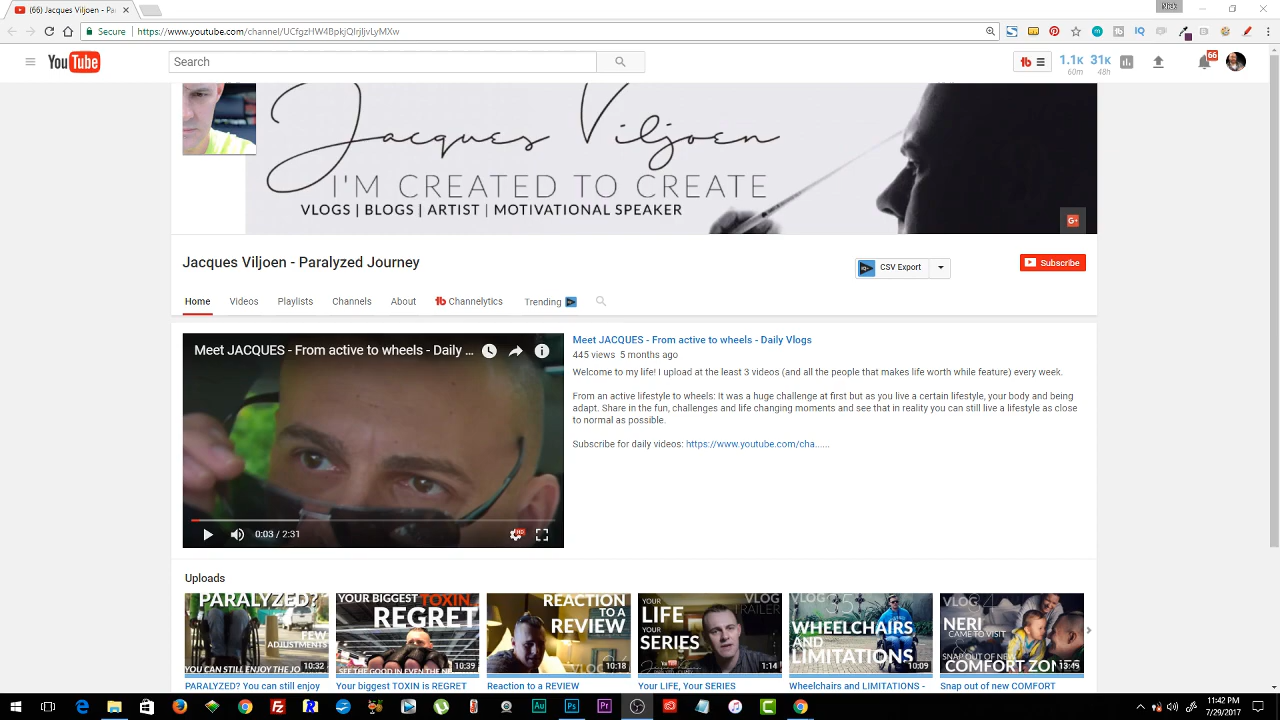 (66) Jacques Viljoen - Pa
Secure
https://www.youtube.com/channel/UCfgzHW4BpkjQIrjIjvLyMXw
YouTube
Search
1.1K 31K
60m 48h
66
Jacques Viljoen
I'M CREATED TO CREATE
VLOGS | BLOGS | ARTIST | MOTIVATIONAL SPEAKER
G+
Jacques Viljoen - Paralyzed Journey
CSV Export
Subscribe
Home Videos Playlists Channels About Channelytics Trending
Meet JACQUES - From active to wheels - Daily ...
0:03 / 2:31
Meet JACQUES - From active to wheels - Daily Vlogs
445 views 5 months ago
Welcome to my life! I upload at the least 3 videos (and all the people that makes life worth while feature) every week.
From an active lifestyle to wheels: It was a huge challenge at first but as you live a certain lifestyle, your body and being
adapt. Share in the fun, challenges and life changing moments and see that in reality you can still live a lifestyle as close
to normal as possible.
Subscribe for daily videos: https://www.youtube.com/cha......
Uploads
PARALYZED?
FEW
ADJUSTMENTS
YOU CAN STILL ENJOY THE JO
10:32
YOUR BIGGEST TOXIN
REGRET
SEE THE GOOD IN EVEN THE
10:39
REACTION
TO A
REVIEW
VLOG
10:18
YOUR
LIFE
YOUR
SERIES
VLOG
TRAILER
1:14
VLOG
35
WHEELCHAIRS
AND
LIMITATIONS
10:09
VLOG
34
NERI
CAME TO VISIT
SNAP OUT OF
COMFORT ZON
13:49
PARALYZED? You can still enjoy
Your biggest TOXIN is REGRET
Reaction to a REVIEW
Your LIFE, Your SERIES
Wheelchairs and LIMITATIONS -
Snap out of new COMFORT
11:42 PM
7/29/2017